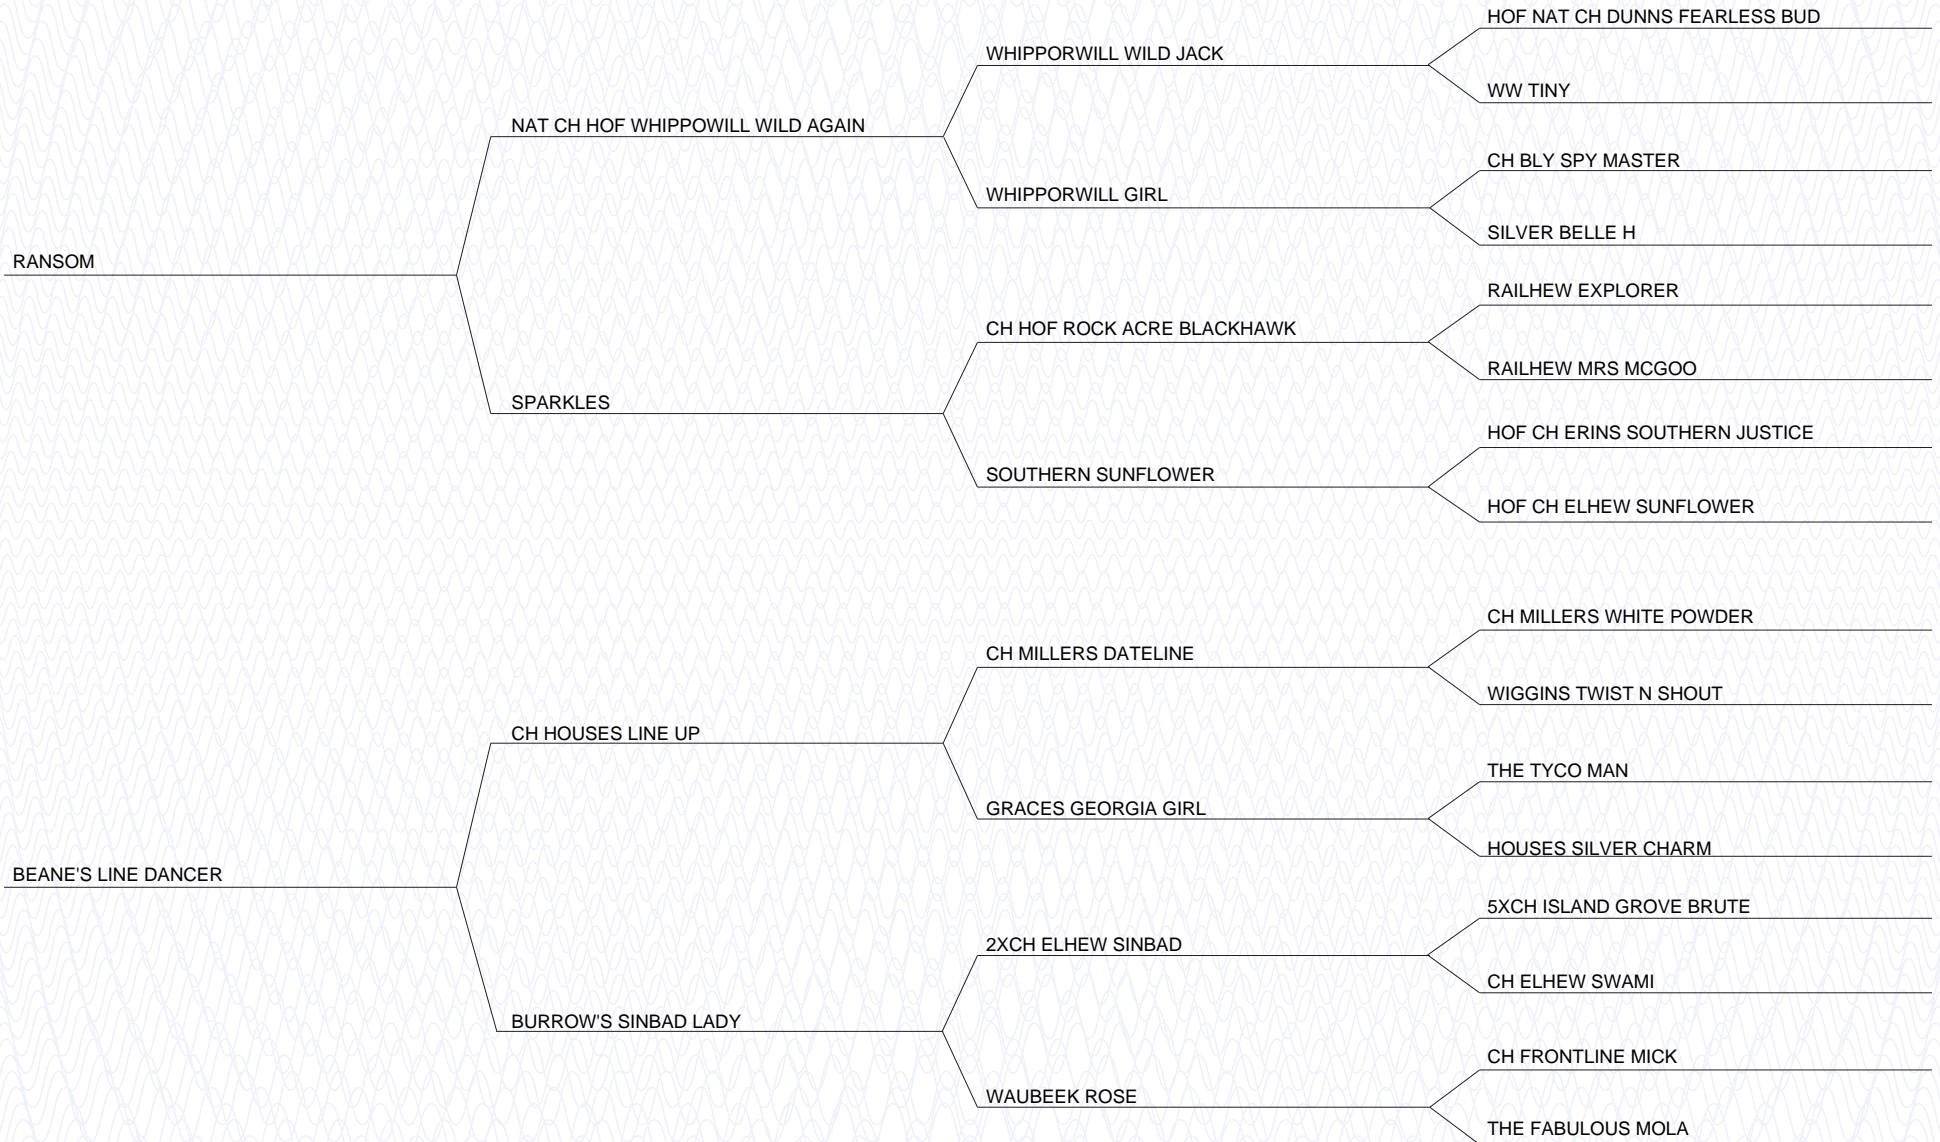 RANSOM
NAT CH HOF WHIPPOWILL WILD AGAIN
WHIPPORWILL WILD JACK
HOF NAT CH DUNNS FEARLESS BUD
WW TINY
WHIPPORWILL GIRL
CH BLY SPY MASTER
SILVER BELLE H
SPARKLES
CH HOF ROCK ACRE BLACKHAWK
RAILHEW EXPLORER
RAILHEW MRS MCGOO
SOUTHERN SUNFLOWER
HOF CH ERINS SOUTHERN JUSTICE
HOF CH ELHEW SUNFLOWER
BEANE'S LINE DANCER
CH HOUSES LINE UP
CH MILLERS DATELINE
CH MILLERS WHITE POWDER
WIGGINS TWIST N SHOUT
GRACES GEORGIA GIRL
THE TYCO MAN
HOUSES SILVER CHARM
BURROW'S SINBAD LADY
2XCH ELHEW SINBAD
5XCH ISLAND GROVE BRUTE
CH ELHEW SWAMI
WAUBEEK ROSE
CH FRONTLINE MICK
THE FABULOUS MOLA